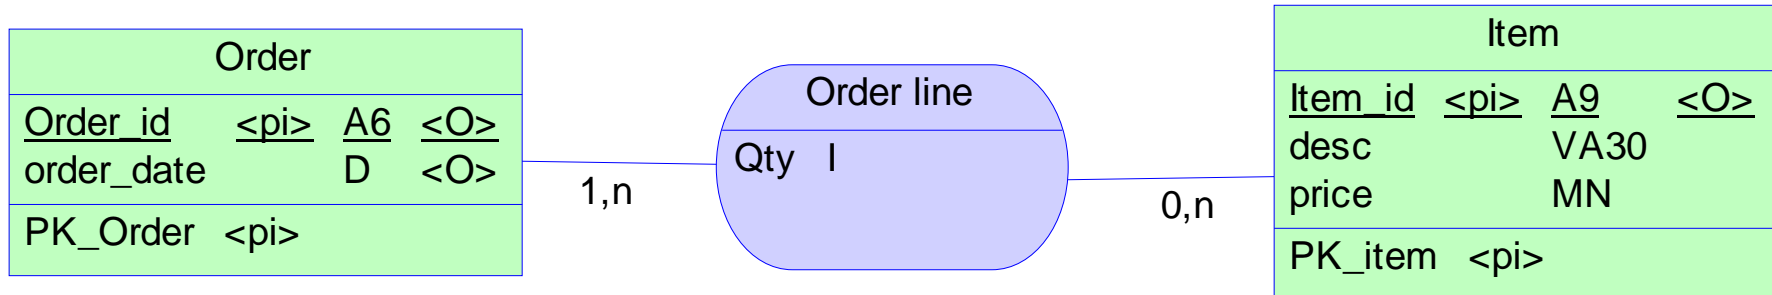 Order
Order_id <pi> A6 <O>
order_date D <O>
PK_Order <pi>
1,n
Order line
Qty I
0,n
Item
Item_id <pi> A9 <O>
desc VA30
price MN
PK_item <pi>